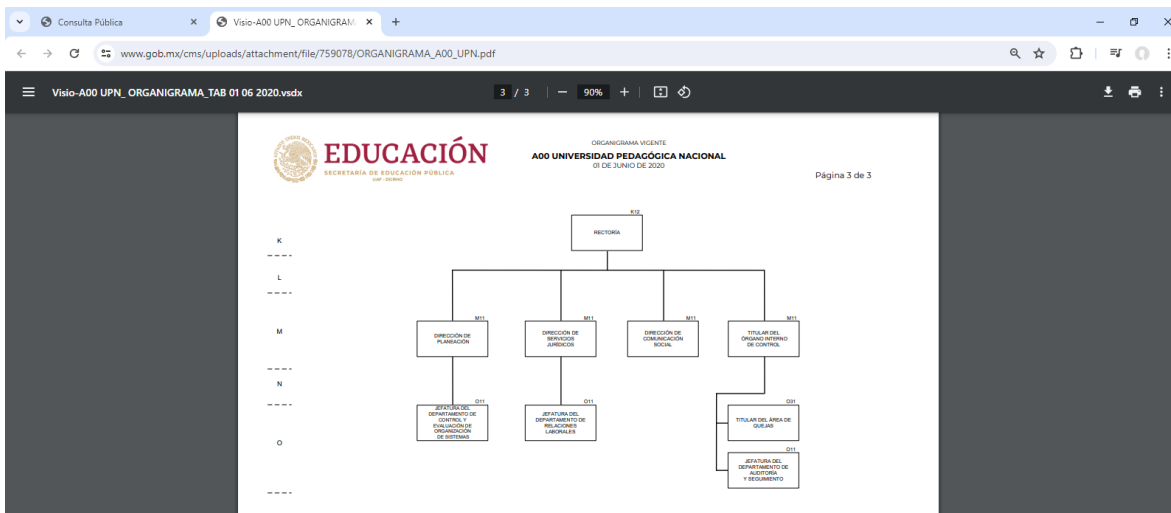 Consulta Pública
Visio-A00 UPN_ ORGANIGRAM
www.gob.mx/cms/uploads/attachment/file/759078/ORGANIGRAMA_A00_UPN.pdf
Visio-A00 UPN_ ORGANIGRAMA_TAB 01 06 2020.vsdx
3 / 3
90%
EDUCACIÓN
SECRETARÍA DE EDUCACIÓN PÚBLICA
ORGANIGRAMA VIGENTE
A00 UNIVERSIDAD PEDAGÓGICA NACIONAL
01 DE JUNIO DE 2020
Página 3 de 3
K12
RECTORÍA
K
L
M
M11
DIRECCIÓN DE
PLANEACIÓN
M11
DIRECCIÓN DE
SERVICIOS
JURÍDICOS
M11
DIRECCIÓN DE
COMUNICACIÓN
SOCIAL
M11
TITULAR DEL
ÓRGANO INTERNO
DE CONTROL
N
O
O11
JEFATURA DEL
DEPARTAMENTO DE
CONTROL Y
EVALUACIÓN DE
ORGANIZACIÓN
DE SISTEMAS
O11
JEFATURA DEL
DEPARTAMENTO DE
RELACIONES
LABORALES
O31
TITULAR DEL ÁREA DE
QUEJAS
O11
JEFATURA DEL
DEPARTAMENTO DE
AUDITORÍA
Y SEGUIMIENTO